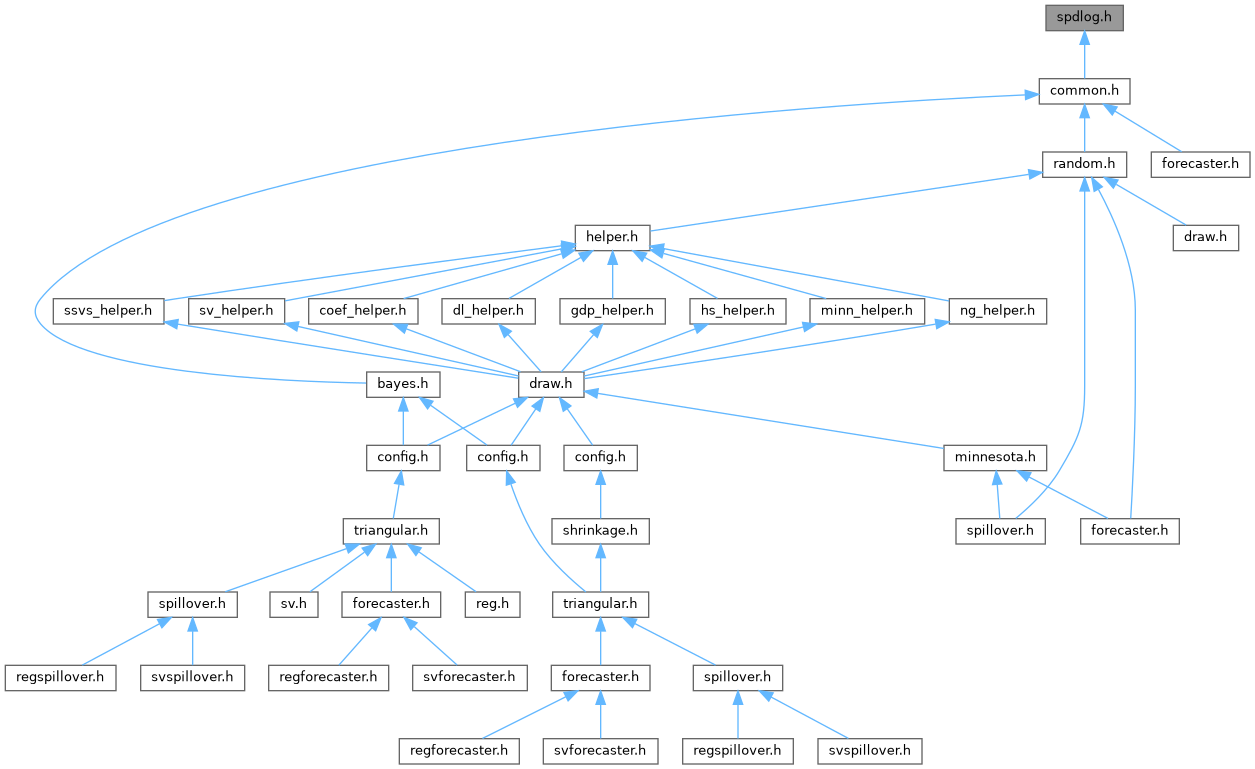 spdlog.h
common.h
random.h
forecaster.h
helper.h
draw.h
ssvs_helper.h
sv_helper.h
coef_helper.h
dl_helper.h
gdp_helper.h
hs_helper.h
minn_helper.h
ng_helper.h
bayes.h
draw.h
config.h
config.h
config.h
minnesota.h
triangular.h
shrinkage.h
spillover.h
forecaster.h
spillover.h
sv.h
forecaster.h
reg.h
triangular.h
regspillover.h
svspillover.h
regforecaster.h
svforecaster.h
forecaster.h
spillover.h
regforecaster.h
svforecaster.h
regspillover.h
svspillover.h